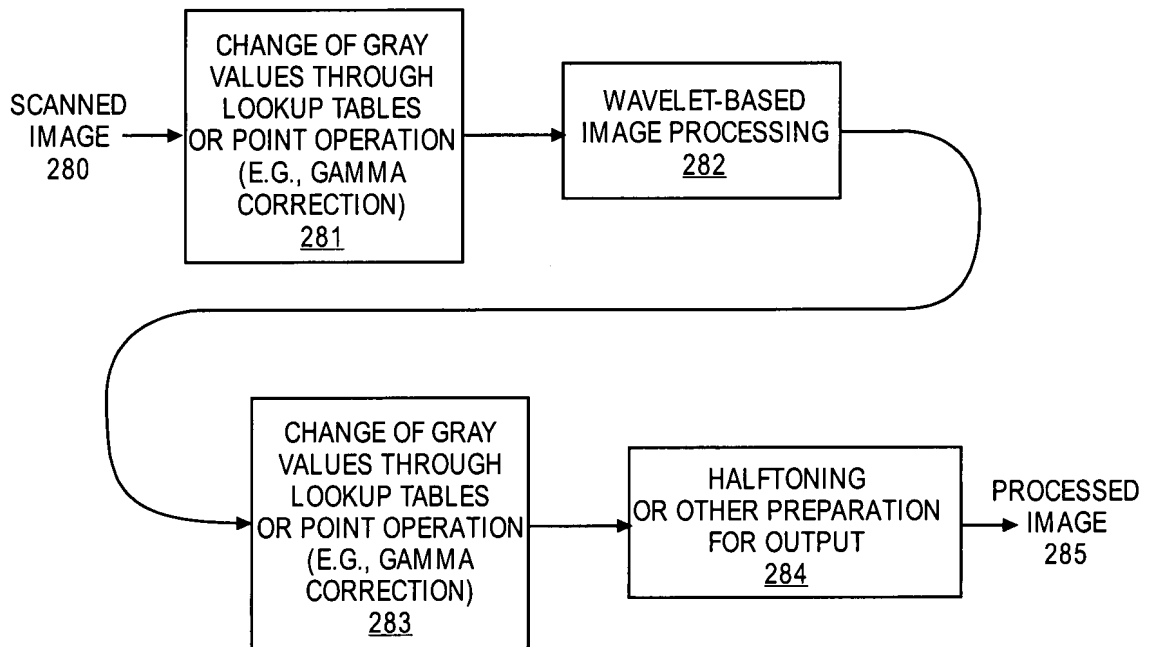 SCANNED
IMAGE
280
CHANGE OF GRAY
VALUES THROUGH
LOOKUP TABLES
OR POINT OPERATION
(E.G., GAMMA
CORRECTION)
281
WAVELET-BASED
IMAGE PROCESSING
282
CHANGE OF GRAY
VALUES THROUGH
LOOKUP TABLES
OR POINT OPERATION
(E.G., GAMMA
CORRECTION)
283
HALFTONING
OR OTHER PREPARATION
FOR OUTPUT
284
PROCESSED
IMAGE
285